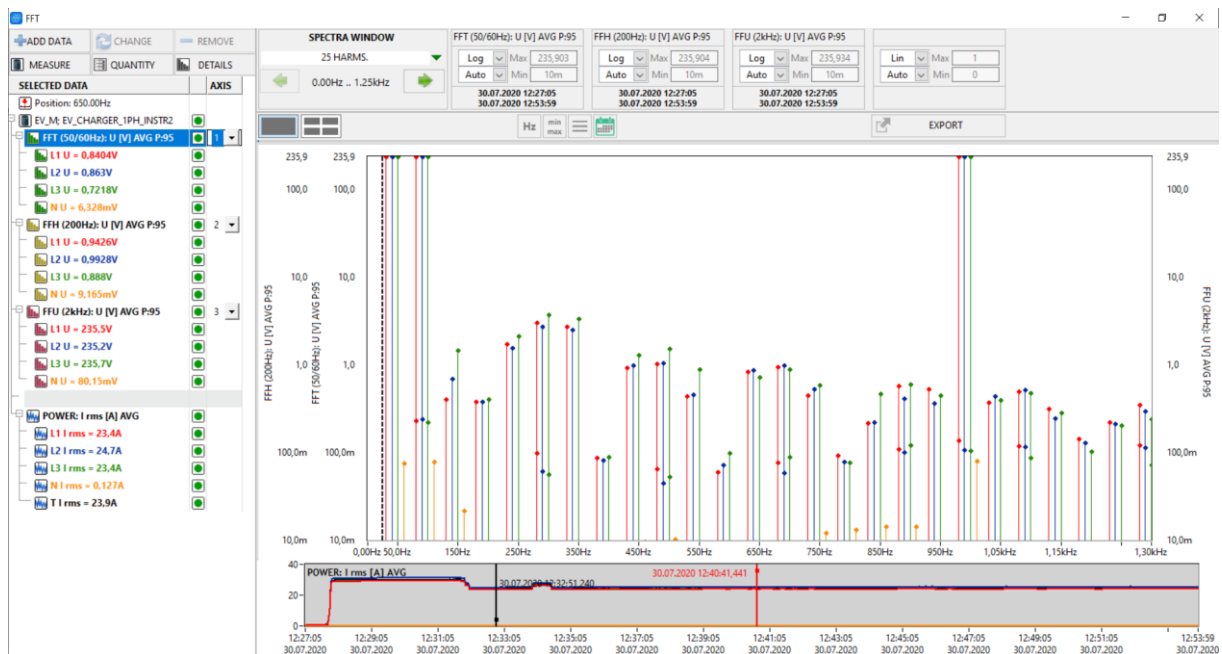 FFT
ADD DATA CHANGE REMOVE
MEASURE QUANTITY DETAILS
SELECTED DATA AXIS
Position: 650.00Hz
EV_M; EV_CHARGER_1PH_INSTR2
FFT (50/60Hz): U [V] AVG P:95 1
L1 U = 0,8404V
L2 U = 0,863V
L3 U = 0,7218V
N U = 6,328mV
FFH (200Hz): U [V] AVG P:95 2
L1 U = 0,9426V
L2 U = 0,9928V
L3 U = 0,888V
N U = 9,165mV
FFU (2kHz): U [V] AVG P:95 3
L1 U = 235,5V
L2 U = 235,2V
L3 U = 235,7V
N U = 80,15mV
POWER: I rms [A] AVG
L1 I rms = 23,4A
L2 I rms = 24,7A
L3 I rms = 23,4A
N I rms = 0,127A
T I rms = 23,9A
SPECTRA WINDOW
25 HARMS.
0.00Hz .. 1.25kHz
FFT (50/60Hz): U [V] AVG P:95
Log Max 235,903
Auto Min 10m
30.07.2020 12:27:05
30.07.2020 12:53:59
FFH (200Hz): U [V] AVG P:95
Log Max 235,904
Auto Min 10m
30.07.2020 12:27:05
30.07.2020 12:53:59
FFU (2kHz): U [V] AVG P:95
Log Max 235,934
Auto Min 10m
30.07.2020 12:27:05
30.07.2020 12:53:59
Lin Max 1
Auto Min 0
Hz min max EXPORT
FFH (200Hz): U [V] AVG P:95
235,9
100,0
10,0
1,0
100,0m
10,0m
FFT (50/60Hz): U [V] AVG P:95
235,9
100,0
10,0
1,0
100,0m
10,0m
235,9
100,0
10,0
1,0
100,0m
10,0m
FFU (2kHz): U [V] AVG P:95
0,00Hz 50,0Hz 150Hz 250Hz 350Hz 450Hz 550Hz 650Hz 750Hz 850Hz 950Hz 1,05kHz 1,15kHz 1,30kHz
POWER: I rms [A] AVG
30.07.2020 12:32:51,240
30.07.2020 12:40:41,441
40
20
0
12:27:05 12:29:05 12:31:05 12:33:05 12:35:05 12:37:05 12:39:05 12:41:05 12:43:05 12:45:05 12:47:05 12:49:05 12:51:05 12:53:59
30.07.2020 30.07.2020 30.07.2020 30.07.2020 30.07.2020 30.07.2020 30.07.2020 30.07.2020 30.07.2020 30.07.2020 30.07.2020 30.07.2020 30.07.2020 30.07.2020